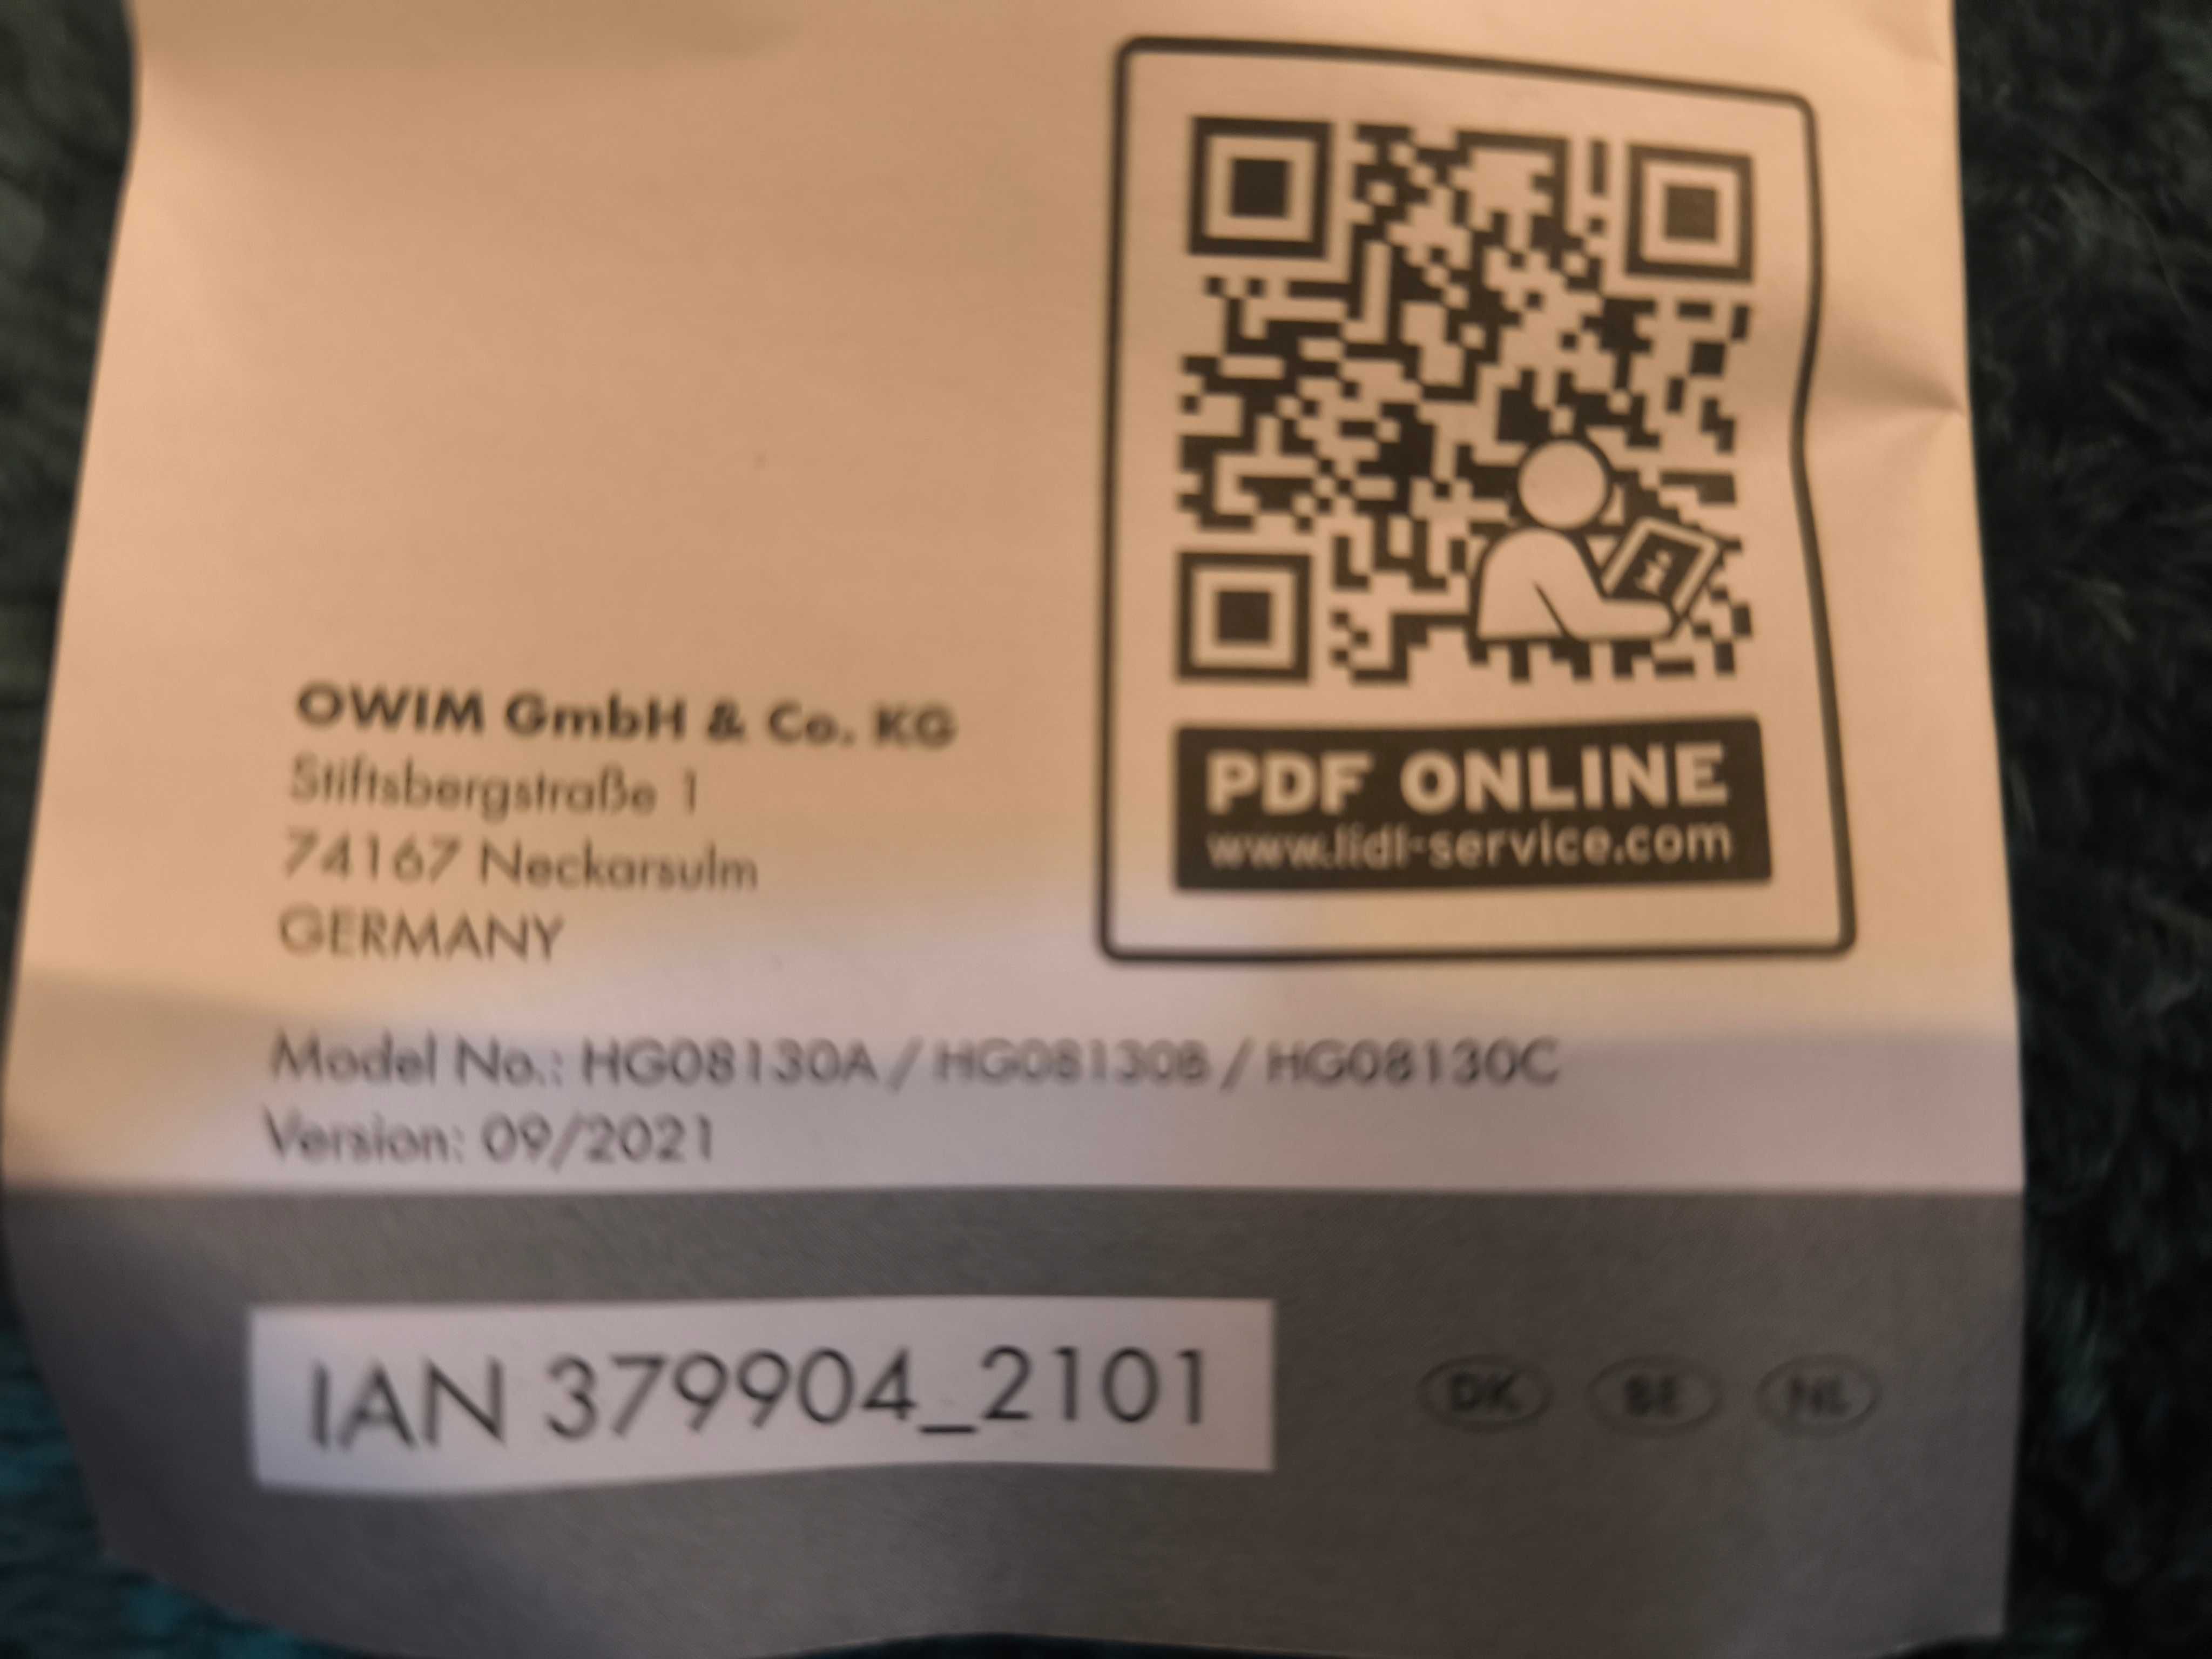 OWIM GmbH & Co. KG
Stiftsbergstraße 1
74167 Neckarsulm
GERMANY
PDF ONLINE
www.lidl-service.com
Model No.: HG08130A / HG08130B / HG08130C
Version: 09/2021
IAN 379904_2101
DK BE NL